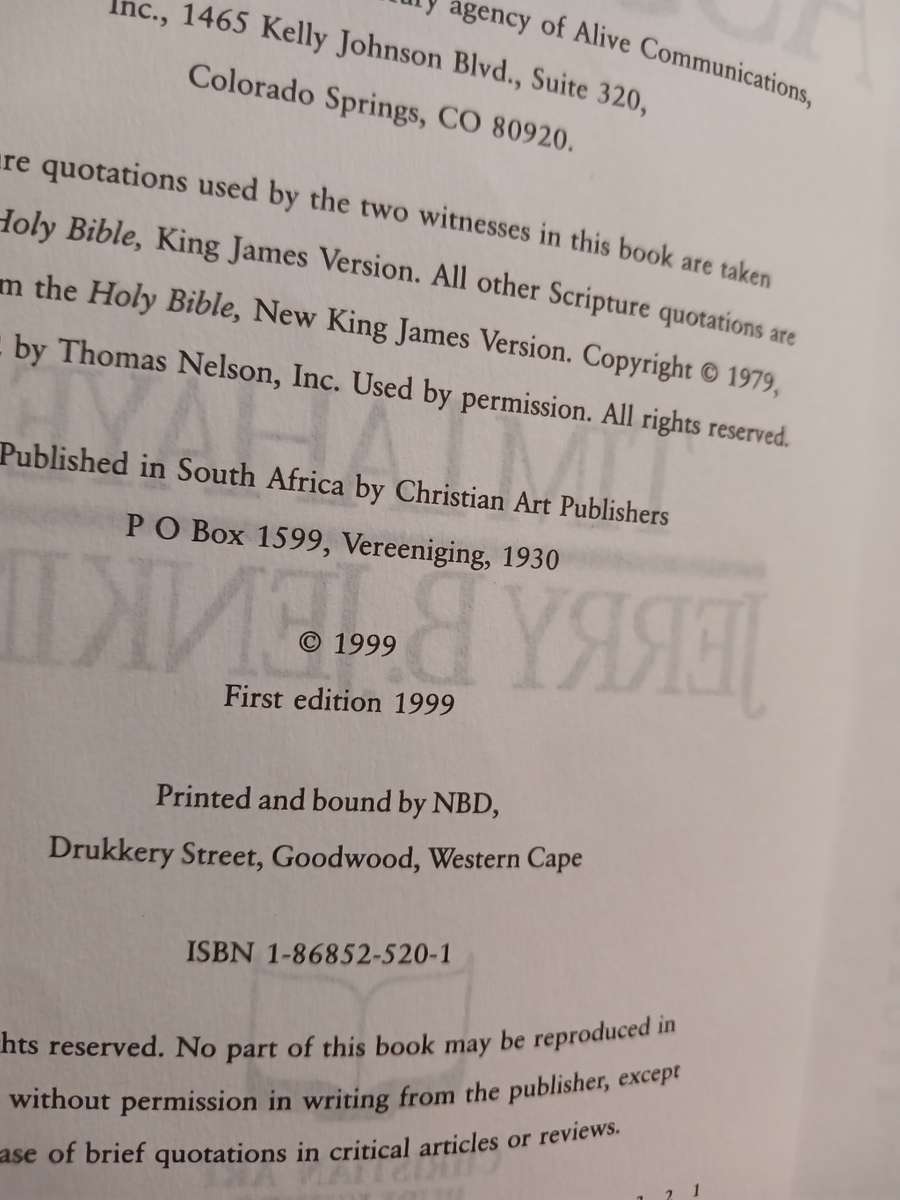 agency of Alive Communications,
Inc., 1465 Kelly Johnson Blvd., Suite 320,
Colorado Springs, CO 80920.
re quotations used by the two witnesses in this book are taken
Holy Bible, King James Version. All other Scripture quotations are
m the Holy Bible, New King James Version. Copyright © 1979,
by Thomas Nelson, Inc. Used by permission. All rights reserved.
Published in South Africa by Christian Art Publishers
P O Box 1599, Vereeniging, 1930
TIM LAHAYE
JERRY B. JENKI
© 1999
First edition 1999
Printed and bound by NBD,
Drukkery Street, Goodwood, Western Cape
ISBN 1-86852-520-1
hts reserved. No part of this book may be reproduced in
without permission in writing from the publisher, except
ase of brief quotations in critical articles or reviews.
2 1